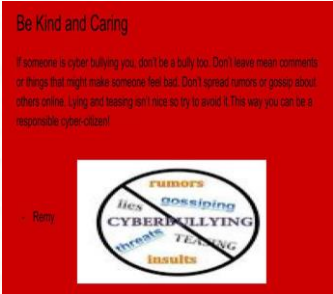 Be Kind and Caring
If someone is cyber bullying you, don't be a bully too. Don't leave mean comments
or things that might make someone feel bad. Don't spread rumors or gossip about
others online. Lying and teasing isn't nice so try to avoid it. This way you can be a
responsible cyber-citizen!
- Remy
rumors
lies gossiping
CYBERBULLYING
threats TEASING
insults